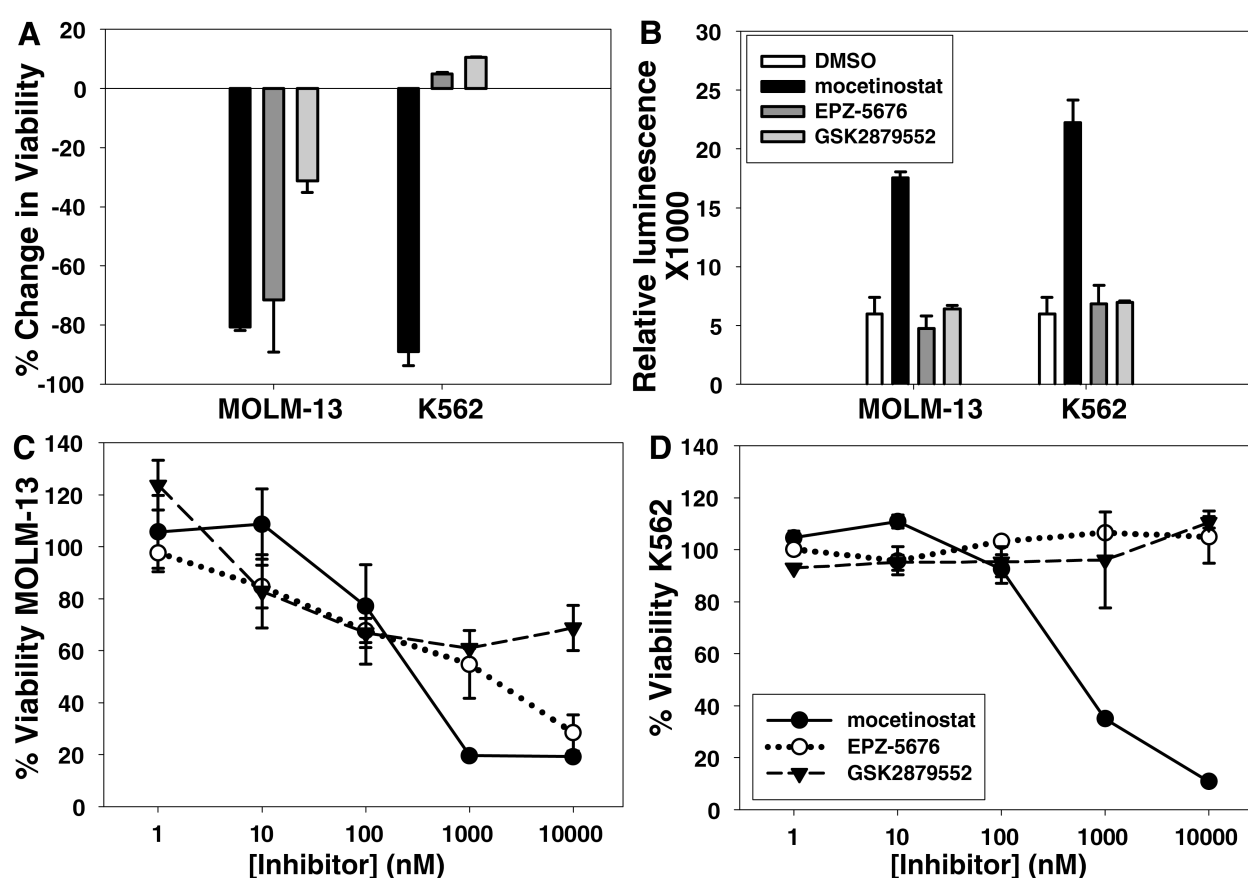 A
% Change in Viability
20
0
-20
-40
-60
-80
-100
MOLM-13
K562
B
Relative luminescence
X1000
30
25
20
15
10
5
0
DMSO
mocetinostat
EPZ-5676
GSK2879552
MOLM-13
K562
C
% Viability MOLM-13
140
120
100
80
60
40
20
0
1
10
100
1000
10000
[Inhibitor] (nM)
D
% Viability K562
140
120
100
80
60
40
20
0
mocetinostat
EPZ-5676
GSK2879552
1
10
100
1000
10000
[Inhibitor] (nM)